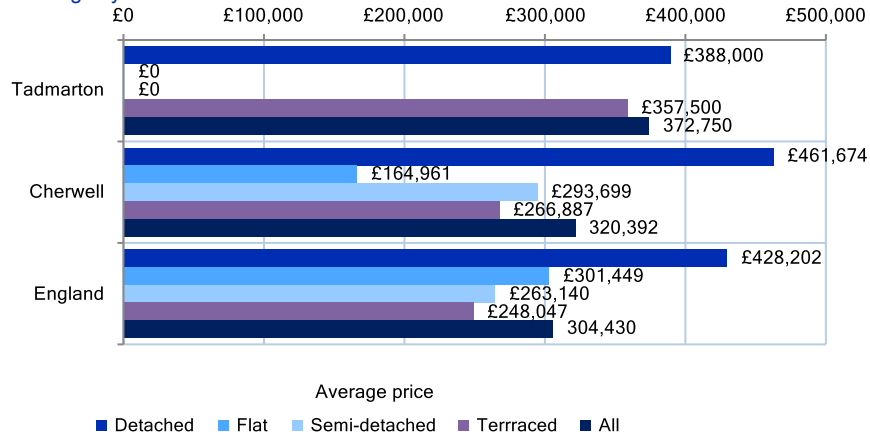 £0 £100,000 £200,000 £300,000 £400,000 £500,000
Tadmarton
£388,000
£0
£0
£357,500
372,750
Cherwell
£461,674
£164,961
£293,699
£266,887
320,392
England
£428,202
£301,449
£263,140
£248,047
304,430
Average price
Detached Flat Semi-detached Terrraced All